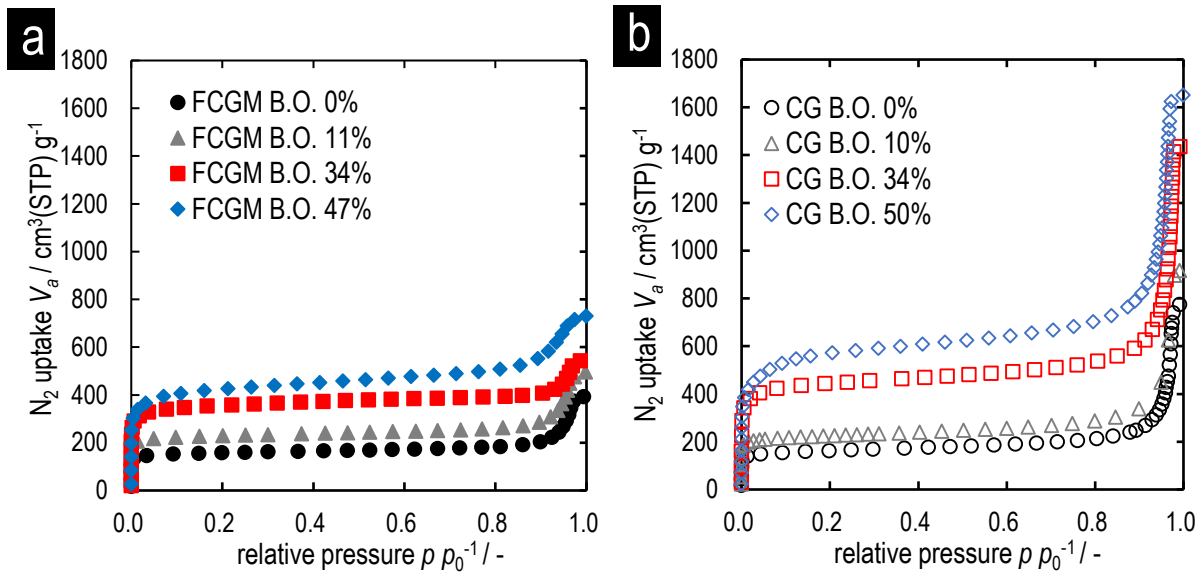 a
N₂ uptake Vₐ / cm³(STP) g⁻¹
1800
1600
1400
1200
1000
800
600
400
200
0
FCGM B.O. 0%
FCGM B.O. 11%
FCGM B.O. 34%
FCGM B.O. 47%
0.0 0.2 0.4 0.6 0.8 1.0
relative pressure p p₀⁻¹ / -
b
N₂ uptake Vₐ / cm³(STP) g⁻¹
1800
1600
1400
1200
1000
800
600
400
200
0
CG B.O. 0%
CG B.O. 10%
CG B.O. 34%
CG B.O. 50%
0.0 0.2 0.4 0.6 0.8 1.0
relative pressure p p₀⁻¹ / -